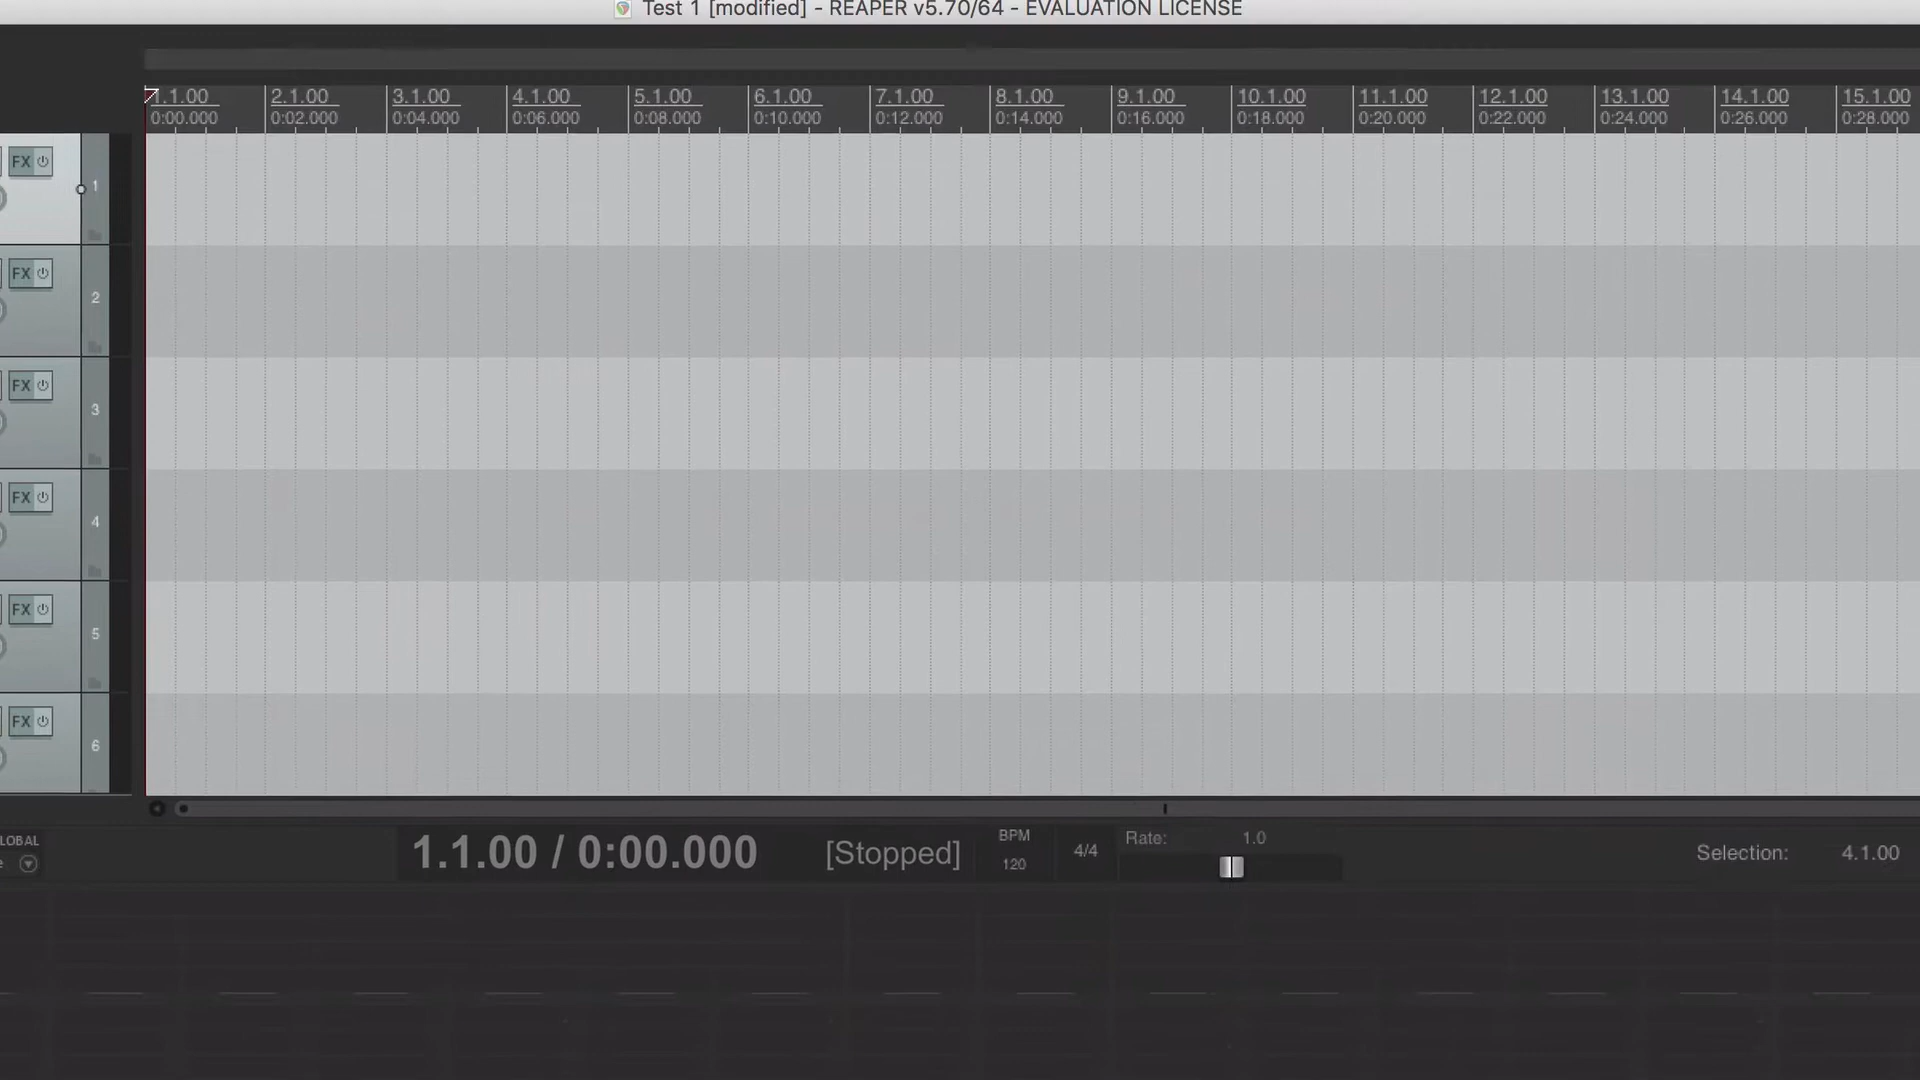 Test 1 [modified] - REAPER v5.70/64 - EVALUATION LICENSE
1.1.00 2.1.00 3.1.00 4.1.00 5.1.00 6.1.00 7.1.00 8.1.00 9.1.00 10.1.00 11.1.00 12.1.00 13.1.00 14.1.00 15.1.00
0:00.000 0:02.000 0:04.000 0:06.000 0:08.000 0:10.000 0:12.000 0:14.000 0:16.000 0:18.000 0:20.000 0:22.000 0:24.000 0:26.000 0:28.000
FX
1
FX
2
FX
3
FX
4
FX
5
FX
6
LOBAL
e
1.1.00 / 0:00.000 [Stopped]
BPM
120
4/4
Rate: 1.0
Selection: 4.1.00